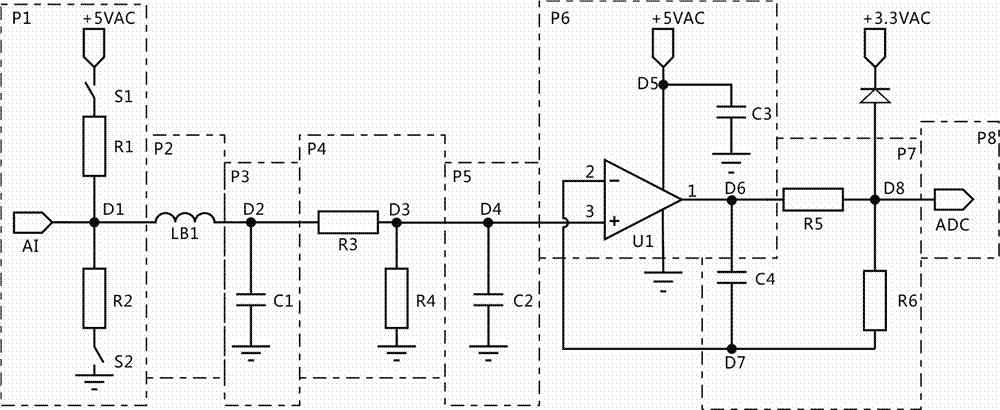 P1
+5VAC
S1
R1
D1
AI
R2
S2
P2
LB1
P3
D2
C1
P4
R3
D3
R4
P5
D4
C2
P6
+5VAC
D5
C3
2
3
1
U1
D6
R5
C4
D7
+3.3VAC
P7
D8
R6
P8
ADC